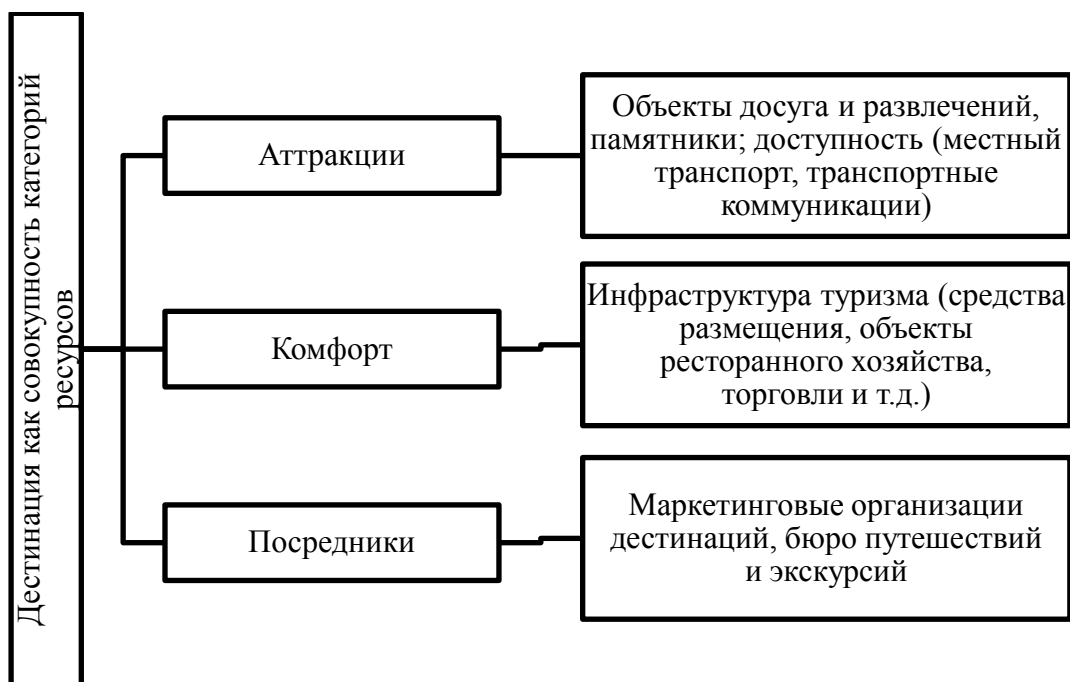 Дестинация как совокупность категорий
ресурсов
Аттракции
Объекты досуга и развлечений,
памятники; доступность (местный
транспорт, транспортные
коммуникации)
Комфорт
Инфраструктура туризма (средства
размещения, объекты
ресторанного хозяйства,
торговли и т.д.)
Посредники
Маркетинговые организации
дестинаций, бюро путешествий
и экскурсий